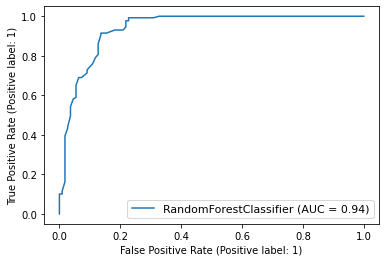 True Positive Rate (Positive label: 1)
1.0
0.8
0.6
0.4
0.2
0.0
RandomForestClassifier (AUC = 0.94)
0.0 0.2 0.4 0.6 0.8 1.0
False Positive Rate (Positive label: 1)